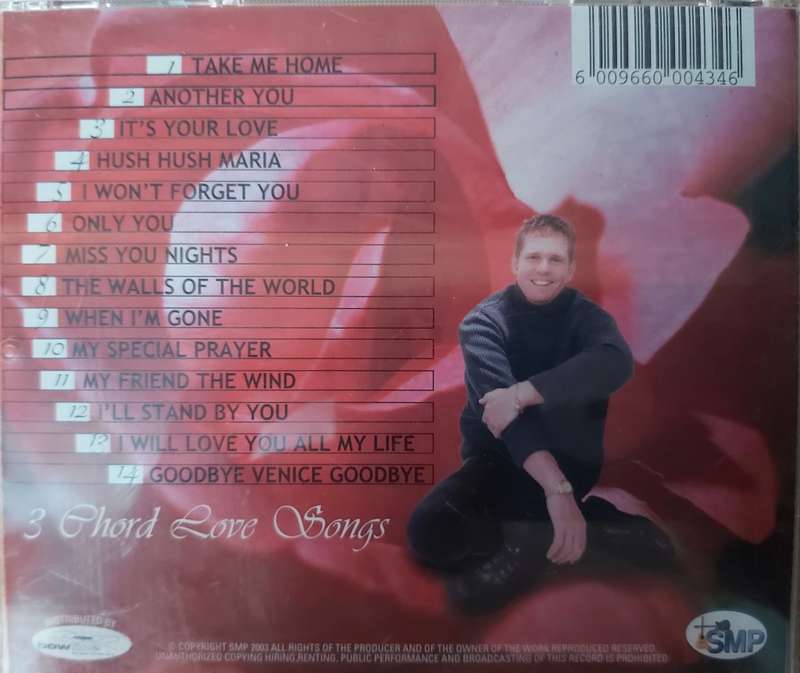 1 TAKE ME HOME
2 ANOTHER YOU
3 IT'S YOUR LOVE
4 HUSH HUSH MARIA
5 I WON'T FORGET YOU
6 ONLY YOU
7 MISS YOU NIGHTS
8 THE WALLS OF THE WORLD
9 WHEN I'M GONE
10 MY SPECIAL PRAYER
11 MY FRIEND THE WIND
12 I'LL STAND BY YOU
13 I WILL LOVE YOU ALL MY LIFE
14 GOODBYE VENICE GOODBYE
3 Chord Love Songs
6 009660 004346
DISTRIBUTED BY
SMP
© COPYRIGHT SMP 2003 ALL RIGHTS OF THE PRODUCER AND OF THE OWNER OF THE WORK REPRODUCED RESERVED.
UNAUTHORIZED COPYING HIRING,RENTING. PUBLIC PERFORMANCE AND BROADCASTING OF THIS RECORD IS PROHIBITED